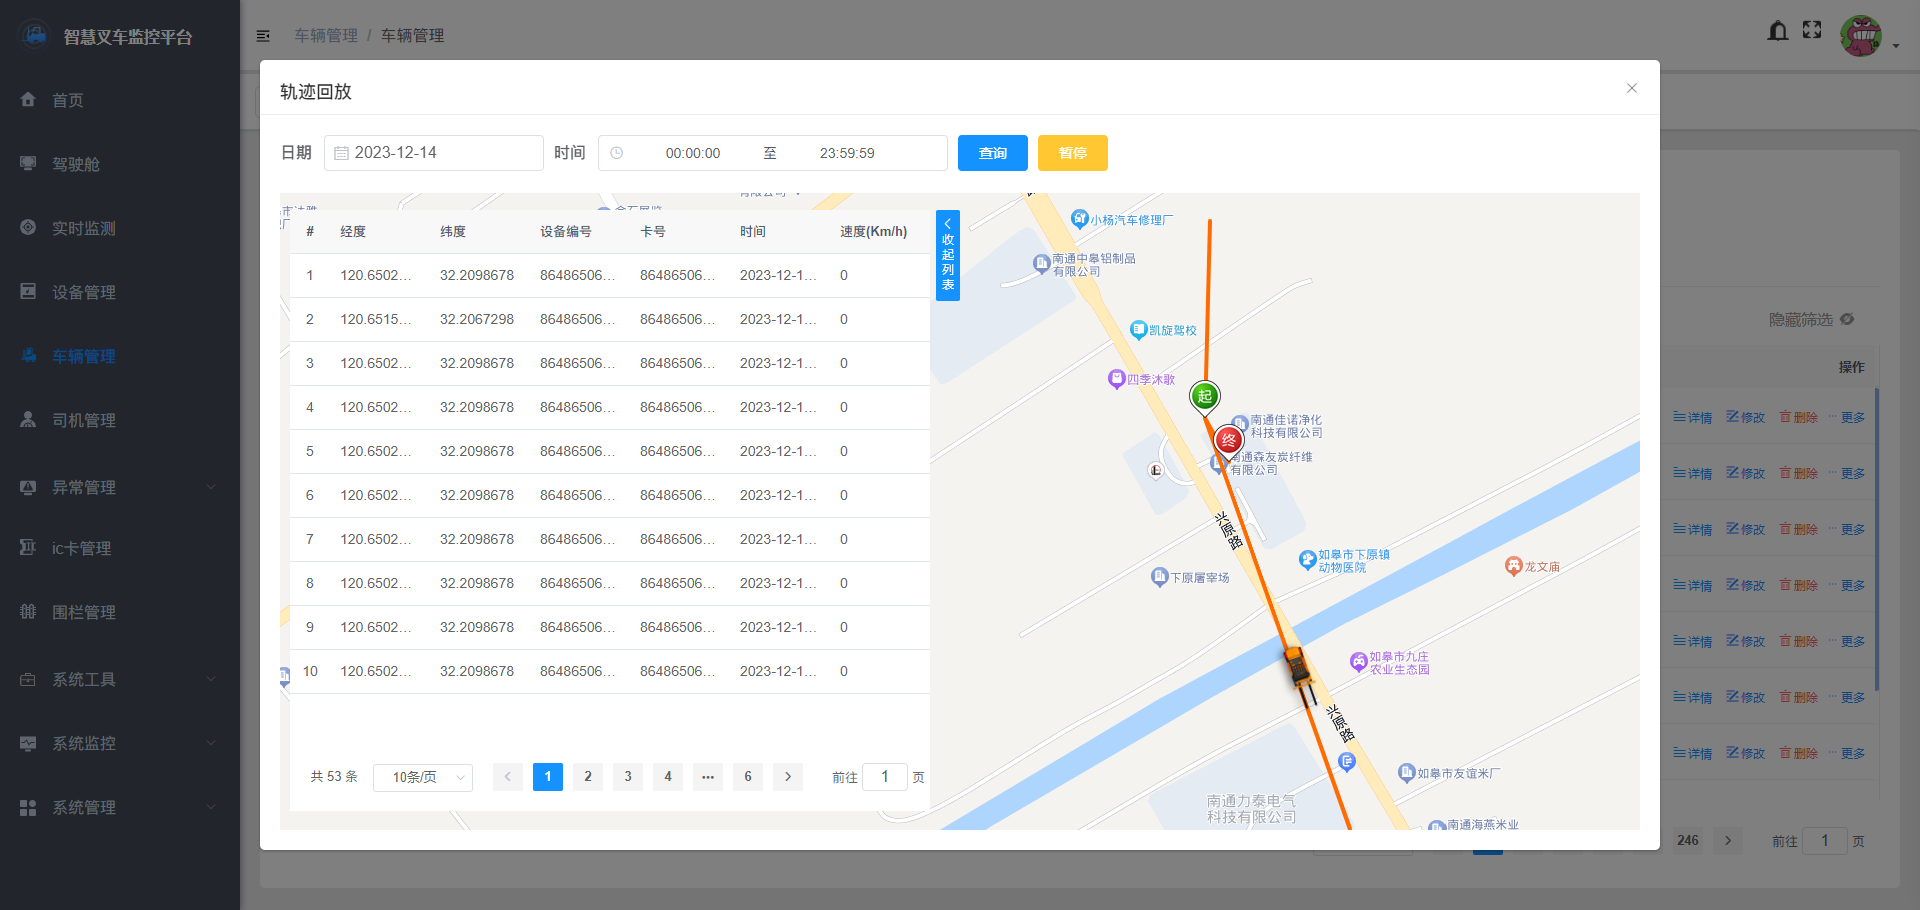 智慧叉车监控平台
车辆管理 / 车辆管理
首页
驾驶舱
实时监测
设备管理
车辆管理
司机管理
异常管理
ic卡管理
围栏管理
系统工具
系统监控
系统管理
轨迹回放
日期 2023-12-14 时间 00:00:00 至 23:59:59 查询 暂停
# 经度 纬度 设备编号 卡号 时间 速度(Km/h)
1 120.6502... 32.2098678 86486506... 86486506... 2023-12-1... 0
2 120.6515... 32.2067298 86486506... 86486506... 2023-12-1... 0
3 120.6502... 32.2098678 86486506... 86486506... 2023-12-1... 0
4 120.6502... 32.2098678 86486506... 86486506... 2023-12-1... 0
5 120.6502... 32.2098678 86486506... 86486506... 2023-12-1... 0
6 120.6502... 32.2098678 86486506... 86486506... 2023-12-1... 0
7 120.6502... 32.2098678 86486506... 86486506... 2023-12-1... 0
8 120.6502... 32.2098678 86486506... 86486506... 2023-12-1... 0
9 120.6502... 32.2098678 86486506... 86486506... 2023-12-1... 0
10 120.6502... 32.2098678 86486506... 86486506... 2023-12-1... 0
共 53 条 10条/页 1 2 3 4 ••• 6 前往 1 页
收起列表
小杨汽车修理厂
南通中皋铝制品
有限公司
凯旋驾校
四季沐歌
起
南通佳诺净化
科技有限公司
终
南通森友炭纤维
有限公司
兴原路
如皋市下原镇
动物医院
龙文庙
下原屠宰场
如皋市九庄
农业生态园
兴原路
如皋市友谊米厂
南通力泰电气
科技有限公司
南通海燕米业
隐藏筛选
操作
详情 修改 删除 ··· 更多
详情 修改 删除 ··· 更多
详情 修改 删除 ··· 更多
详情 修改 删除 ··· 更多
详情 修改 删除 ··· 更多
详情 修改 删除 ··· 更多
详情 修改 删除 ··· 更多
246 前往 1 页